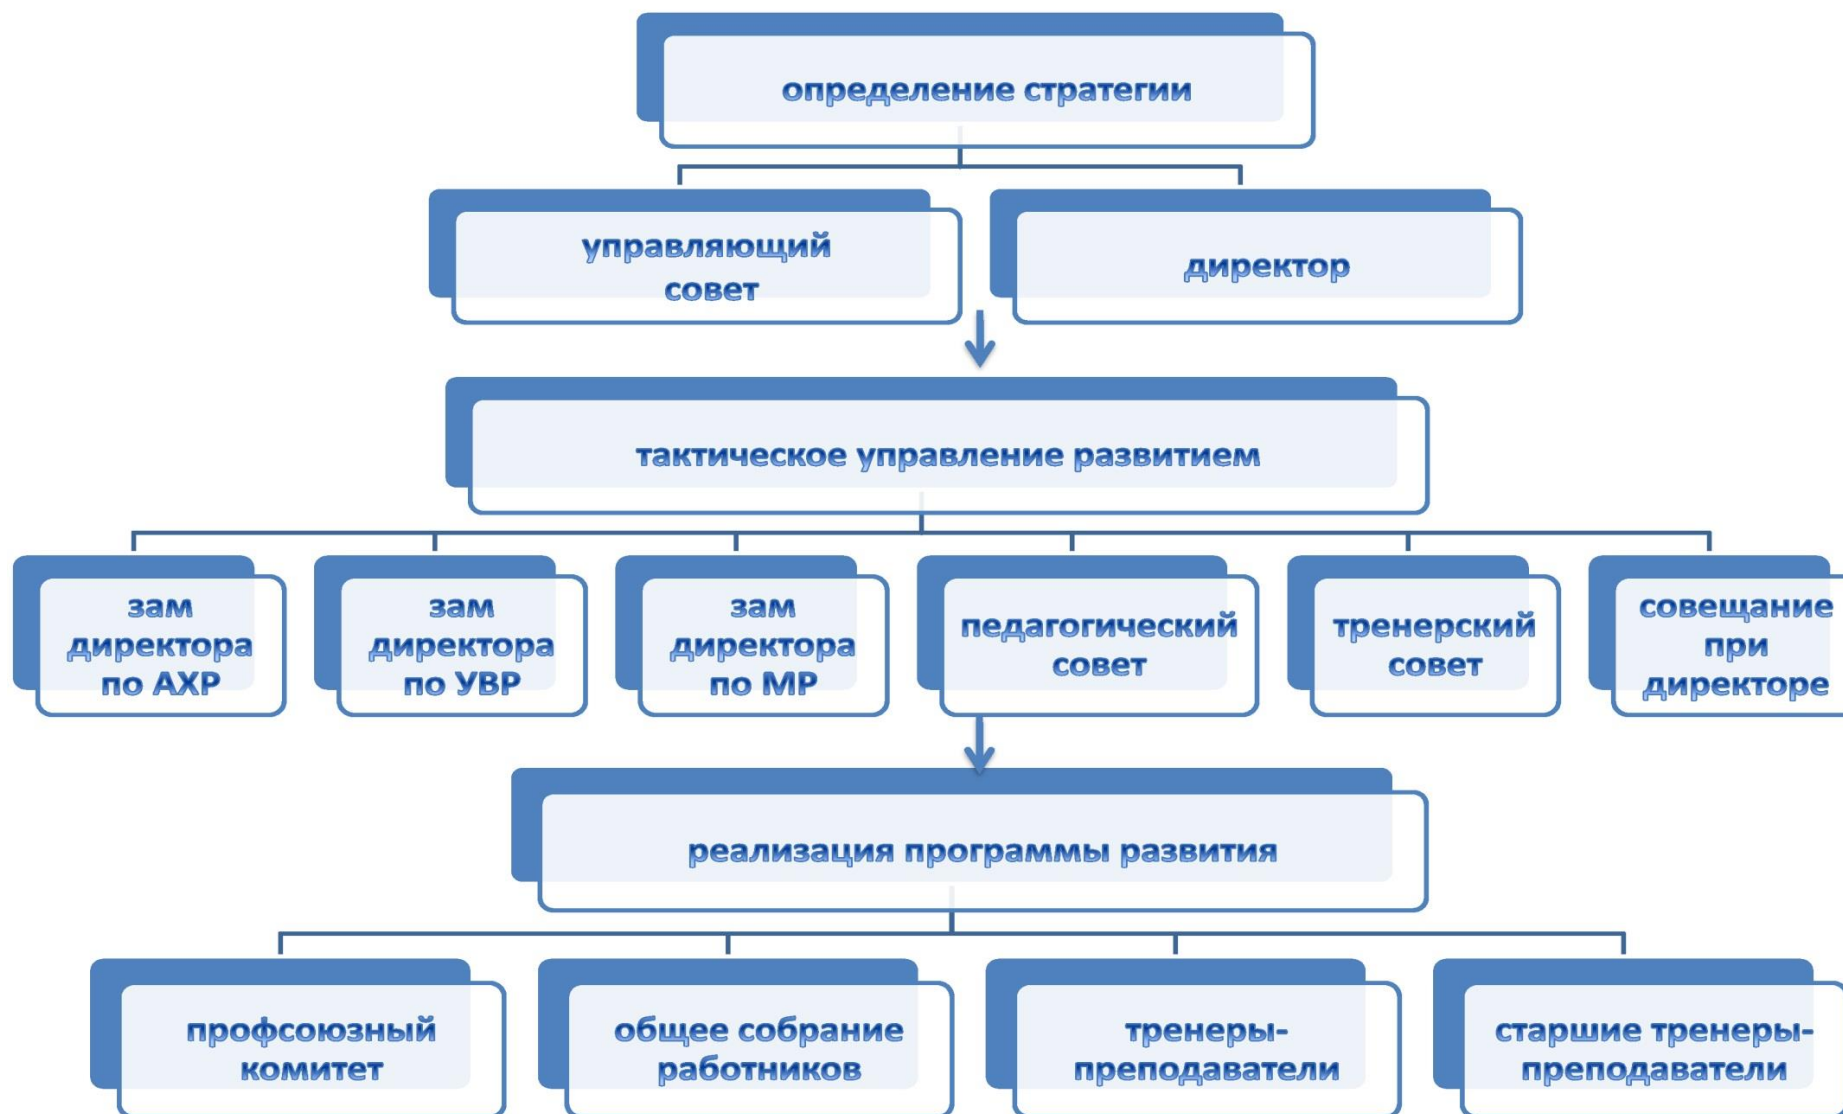 определение стратегии
управляющий
совет
директор
тактическое управление развитием
зам
директора
по АХР
зам
директора
по УВР
зам
директора
по МР
педагогический
совет
тренерский
совет
совещание
при
директоре
реализация программы развития
профсоюзный
комитет
общее собрание
работников
тренеры-
преподаватели
старшие тренеры-
преподаватели